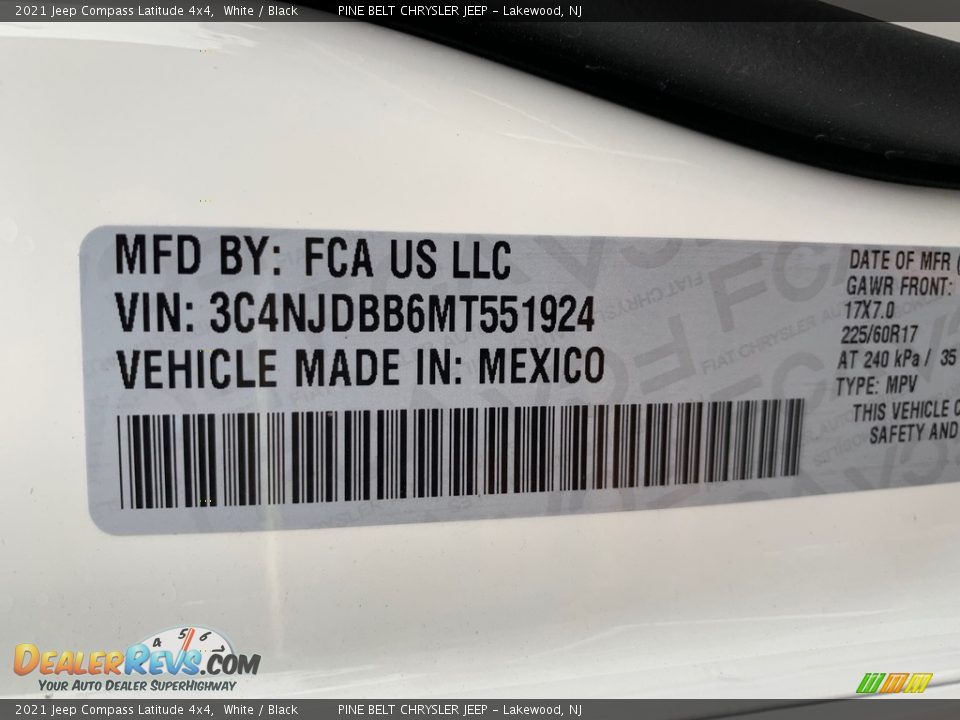 2021 Jeep Compass Latitude 4x4, White / Black PINE BELT CHRYSLER JEEP – Lakewood, NJ
MFD BY: FCA US LLC
VIN: 3C4NJDBB6MT551924
VEHICLE MADE IN: MEXICO
DATE OF MFR
GAWR FRONT:
17X7.0
225/60R17
AT 240 kPa / 35
TYPE: MPV
THIS VEHICLE
SAFETY AND
4 5 6
DEALERREVS.COM
YOUR AUTO DEALER SUPERHIGHWAY
2021 Jeep Compass Latitude 4x4, White / Black PINE BELT CHRYSLER JEEP – Lakewood, NJ